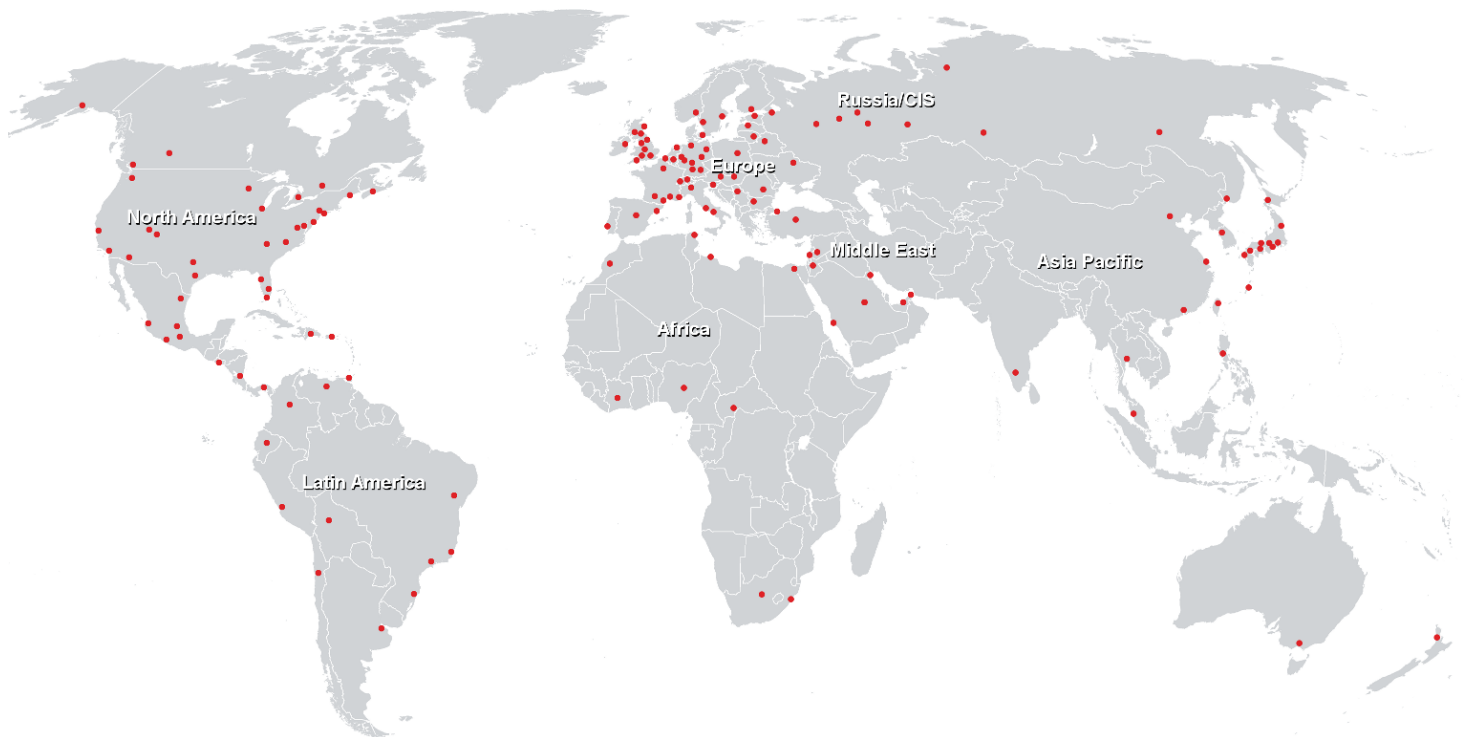 Russia/CIS
Europe
North America
Middle East
Asia Pacific
Africa
Latin America